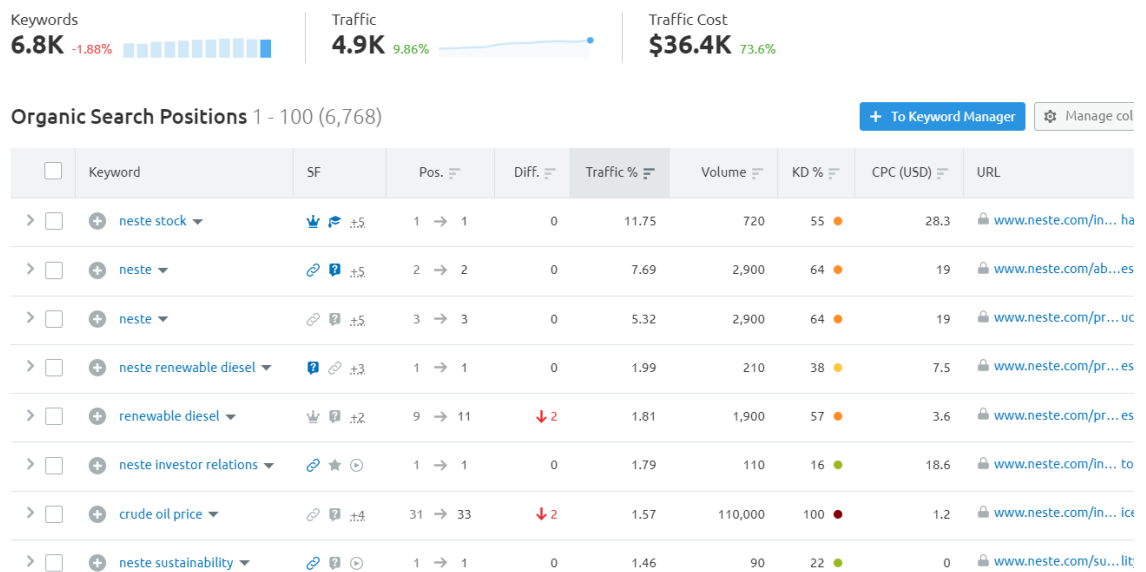 Keywords Traffic Traffic Cost
6.8K -1.88% 4.9K 9.86% $36.4K 73.6%
Organic Search Positions 1 - 100 (6,768) + To Keyword Manager Manage col
Keyword SF Pos. Diff. Traffic % Volume KD % CPC (USD) URL
neste stock +5 1 → 1 0 11.75 720 55 28.3 www.neste.com/in... ha
neste +5 2 → 2 0 7.69 2,900 64 19 www.neste.com/ab...es
neste +5 3 → 3 0 5.32 2,900 64 19 www.neste.com/pr...uc
neste renewable diesel +3 1 → 1 0 1.99 210 38 7.5 www.neste.com/pr...es
renewable diesel +2 9 → 11 ↓ 2 1.81 1,900 57 3.6 www.neste.com/pr...es
neste investor relations 1 → 1 0 1.79 110 16 18.6 www.neste.com/in... to
crude oil price +4 31 → 33 ↓ 2 1.57 110,000 100 1.2 www.neste.com/in... ice
neste sustainability 1 → 1 0 1.46 90 22 0 www.neste.com/su...lit